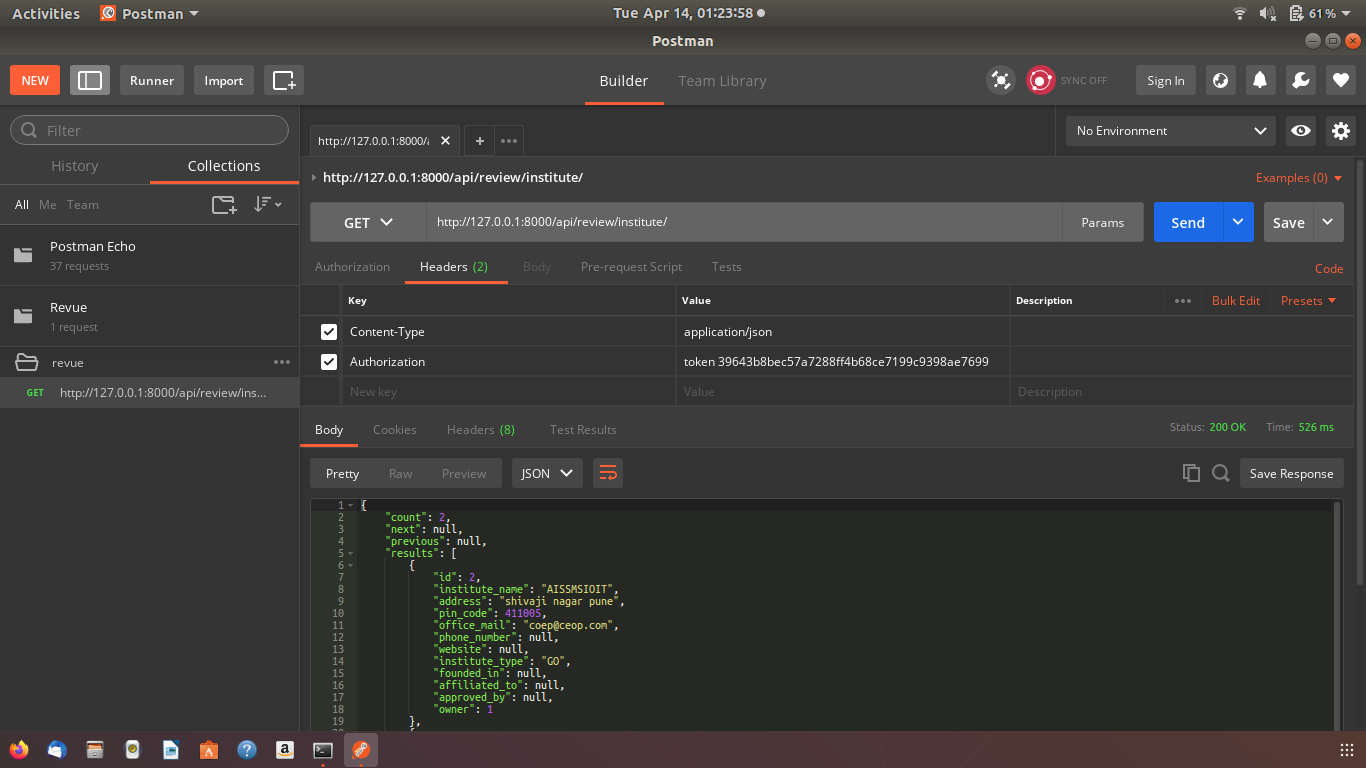 Activities Postman Tue Apr 14, 01:23:58 61%
Postman
NEW Runner Import Builder Team Library SYNC OFF Sign In
Filter
History Collections
All Me Team
Postman Echo
37 requests
Revue
1 request
revue
GET http://127.0.0.1:8000/api/review/ins...
http://127.0.0.1:8000/a No Environment
http://127.0.0.1:8000/api/review/institute/ Examples (0)
GET http://127.0.0.1:8000/api/review/institute/ Params Send Save
Authorization Headers (2) Body Pre-request Script Tests Code
Key Value Description Bulk Edit Presets
Content-Type application/json
Authorization token 39643b8bec57a7288ff4b68ce7199c9398ae7699
New key Value Description
Body Cookies Headers (8) Test Results Status: 200 OK Time: 526 ms
Pretty Raw Preview JSON Save Response
1 {
2 "count": 2,
3 "next": null,
4 "previous": null,
5 "results": [
6 {
7 "id": 2,
8 "institute_name": "AISSMSIOIT",
9 "address": "shivaji nagar pune",
10 "pin_code": 411005,
11 "office_mail": "coep@ceop.com",
12 "phone_number": null,
13 "website": null,
14 "institute_type": "GO",
15 "founded_in": null,
16 "affiliated_to": null,
17 "approved_by": null,
18 "owner": 1
19 },